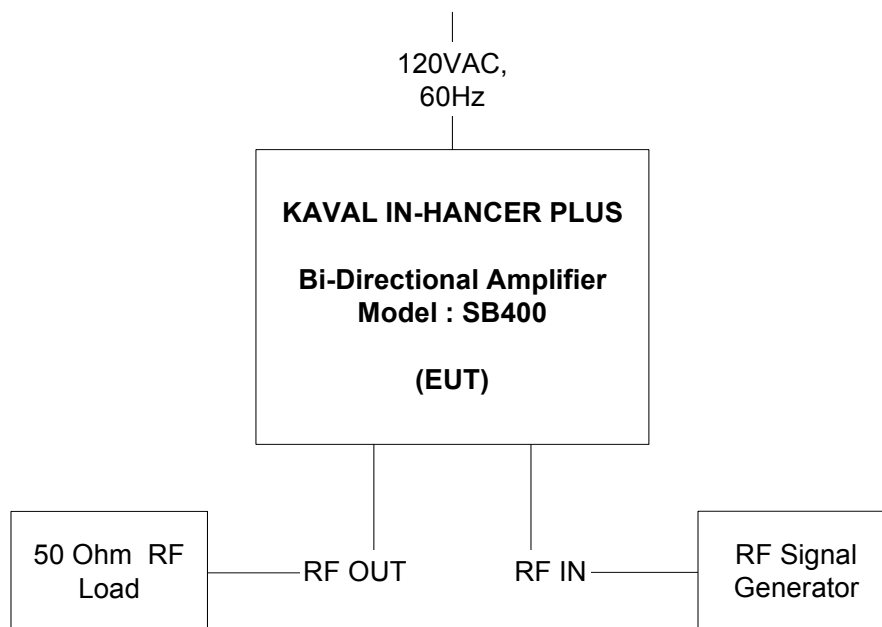 120VAC,
60Hz
KAVAL IN-HANCER PLUS
Bi-Directional Amplifier
Model : SB400
(EUT)
50 Ohm RF
Load
RF OUT
RF IN
RF Signal
Generator